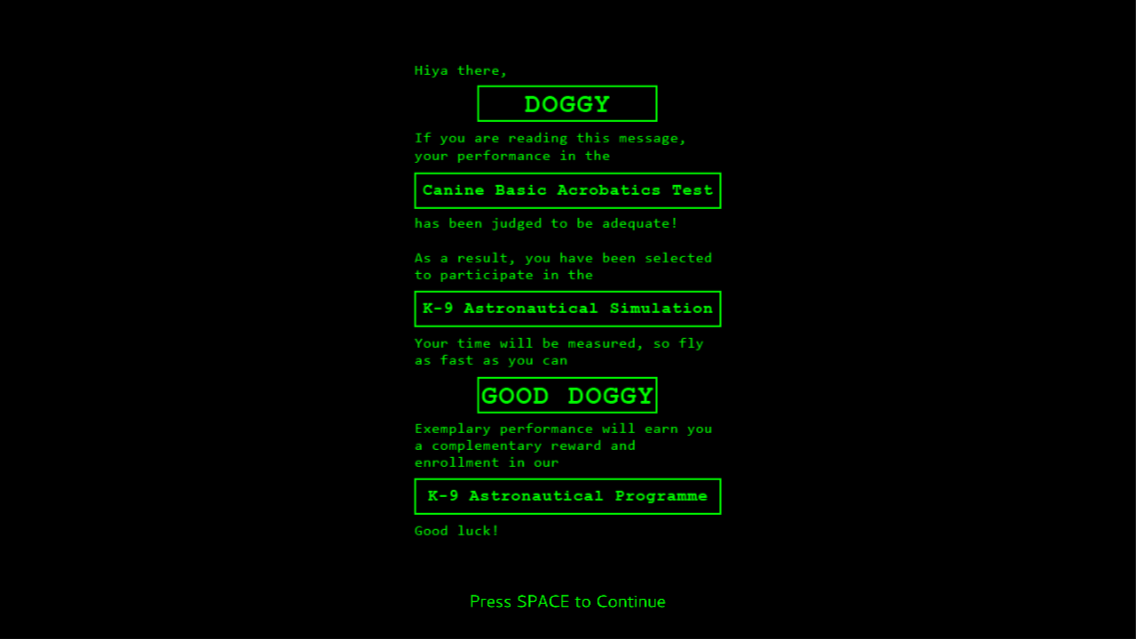 Hiya there,
DOGGY
If you are reading this message,
your performance in the
Canine Basic Acrobatics Test
has been judged to be adequate!
As a result, you have been selected
to participate in the
K-9 Astronautical Simulation
Your time will be measured, so fly
as fast as you can
GOOD DOGGY
Exemplary performance will earn you
a complementary reward and
enrollment in our
K-9 Astronautical Programme
Good luck!
Press SPACE to Continue